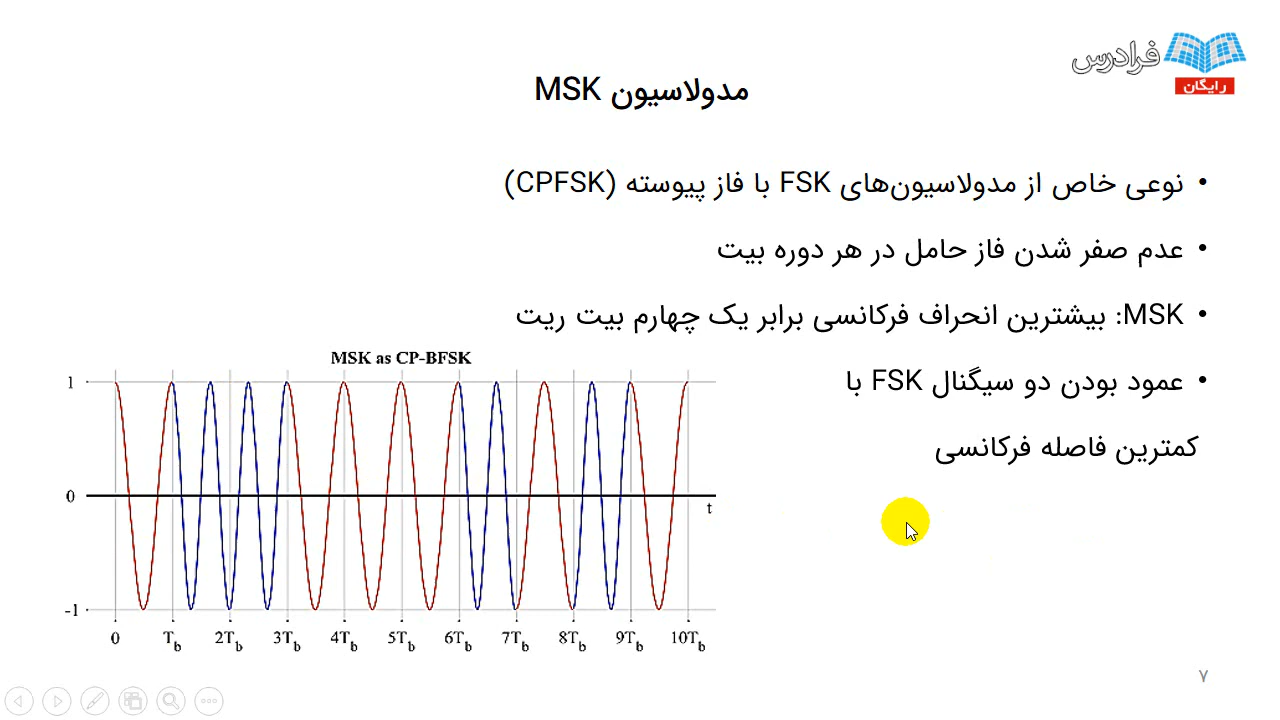 فرادرس
رایگان
مدولاسیون MSK
• نوعی خاص از مدولاسیون‌های FSK با فاز پیوسته (CPFSK)
• عدم صفر شدن فاز حامل در هر دوره بیت
• MSK: بیشترین انحراف فرکانسی برابر یک چهارم بیت ریت
• عمود بودن دو سیگنال FSK با
کمترین فاصله فرکانسی
MSK as CP-BFSK
1
0
t
-1
0 Tb 2Tb 3Tb 4Tb 5Tb 6Tb 7Tb 8Tb 9Tb 10Tb
۷